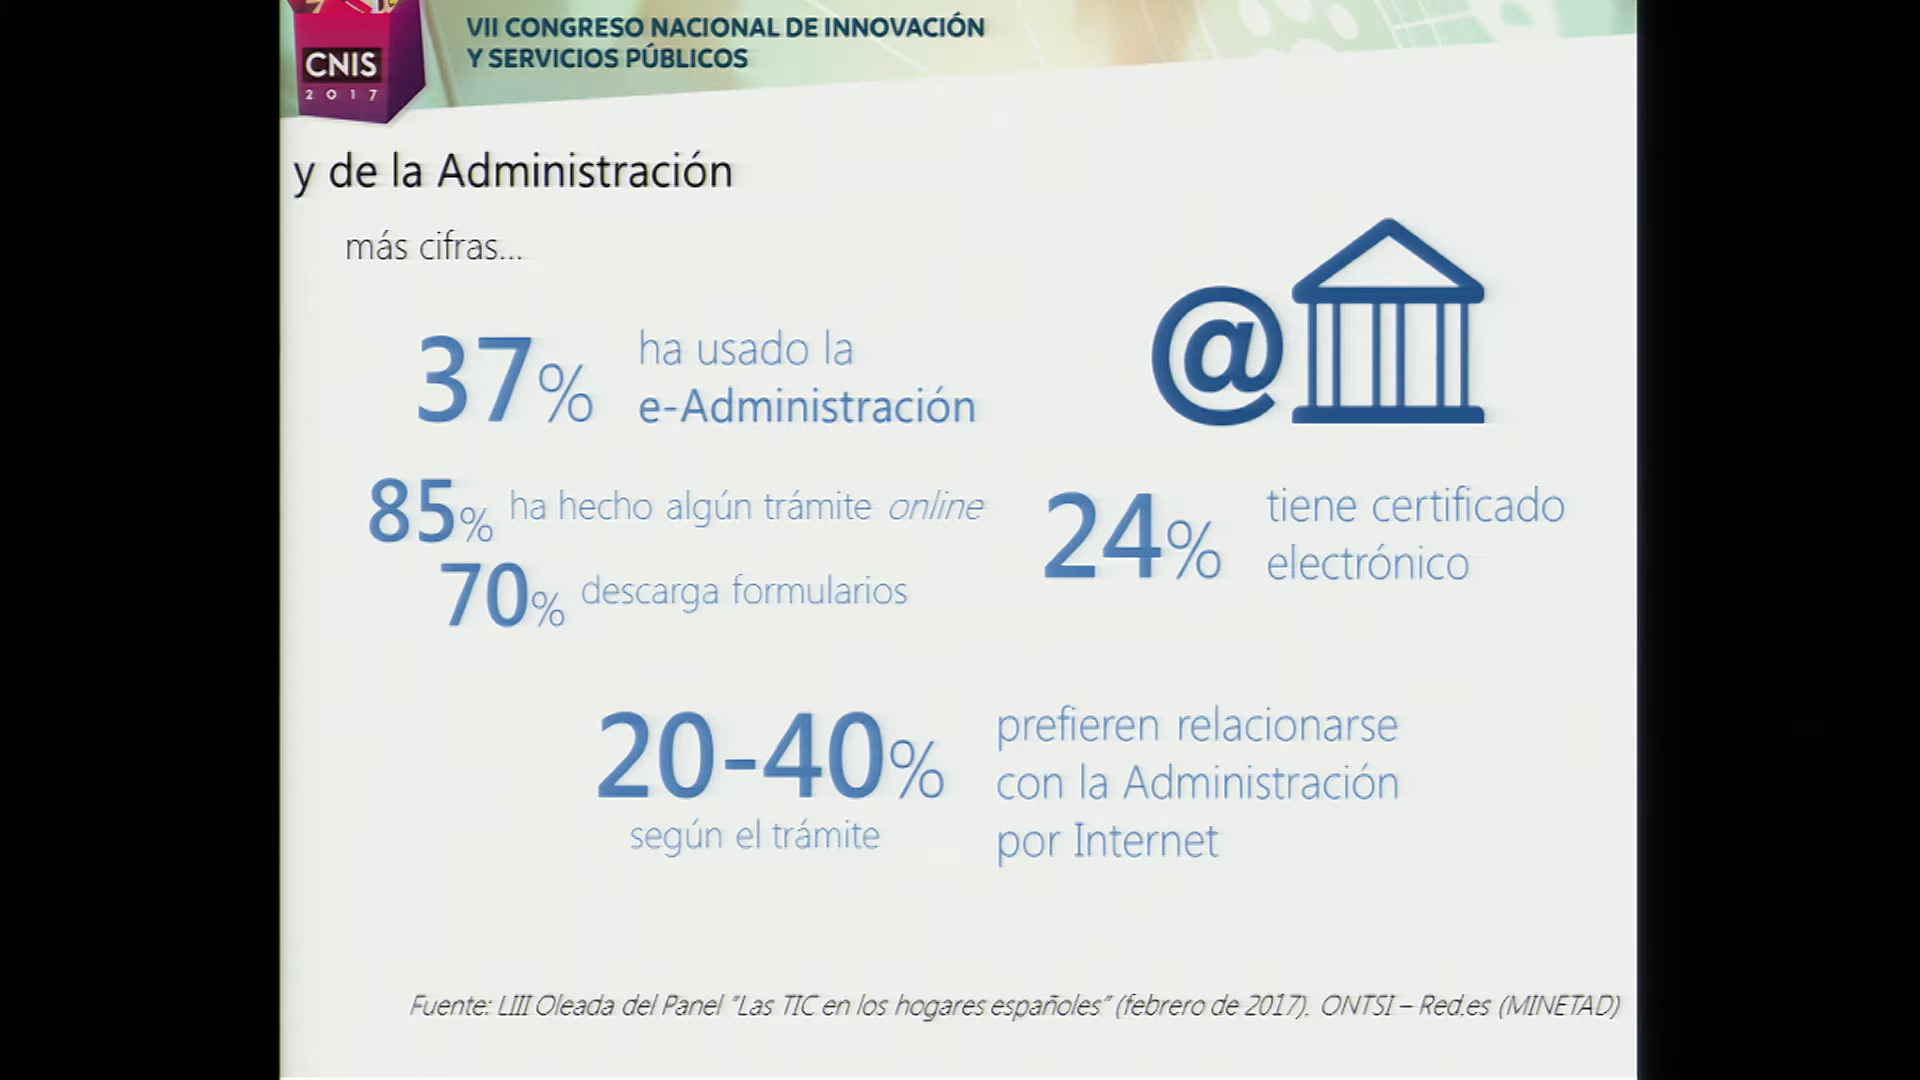 VII CONGRESO NACIONAL DE INNOVACIÓN
Y SERVICIOS PÚBLICOS
CNIS
2017
y de la Administración
más cifras...
37% ha usado la
e-Administración
@
85% ha hecho algún trámite online
70% descarga formularios
24% tiene certificado
electrónico
20-40%
según el trámite
prefieren relacionarse
con la Administración
por Internet
Fuente: LIII Oleada del Panel “Las TIC en los hogares españoles” (febrero de 2017). ONTSI – Red.es (MINETAD)